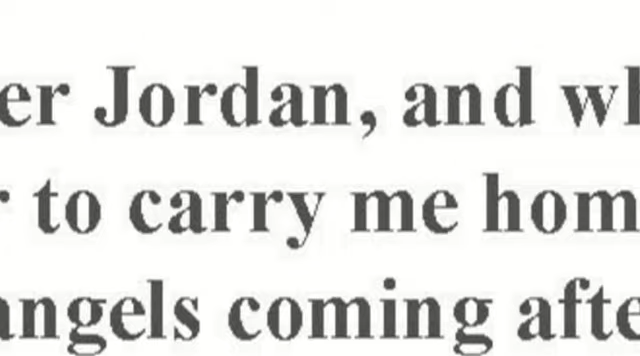 er Jordan, and wh
r to carry me hom
angels coming afte